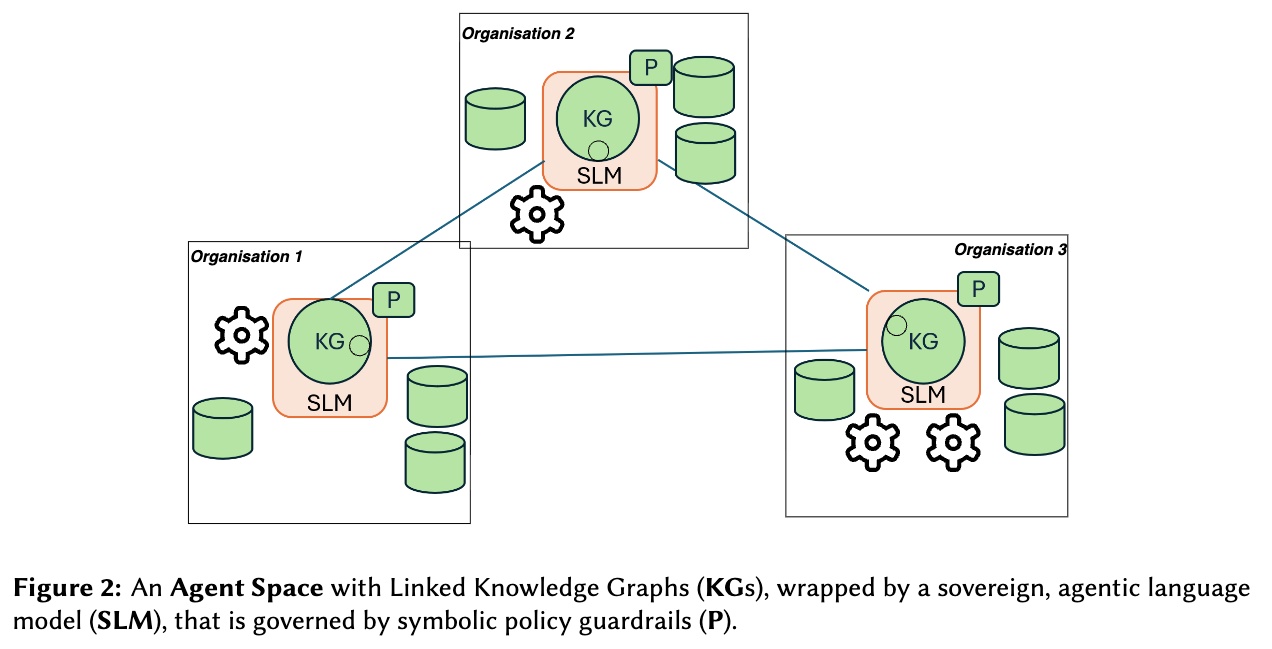 Organisation 2
P
KG
SLM
Organisation 1
P
KG
SLM
Organisation 3
P
KG
SLM
Figure 2: An Agent Space with Linked Knowledge Graphs (KGs), wrapped by a sovereign, agentic language
model (SLM), that is governed by symbolic policy guardrails (P).